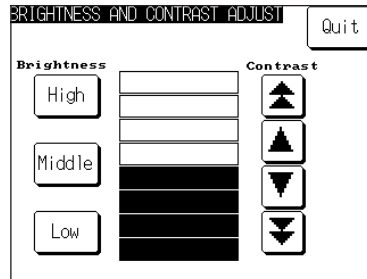 BRIGHTNESS AND CONTRAST ADJUST
Quit
Brightness
Contrast
High
Middle
Low